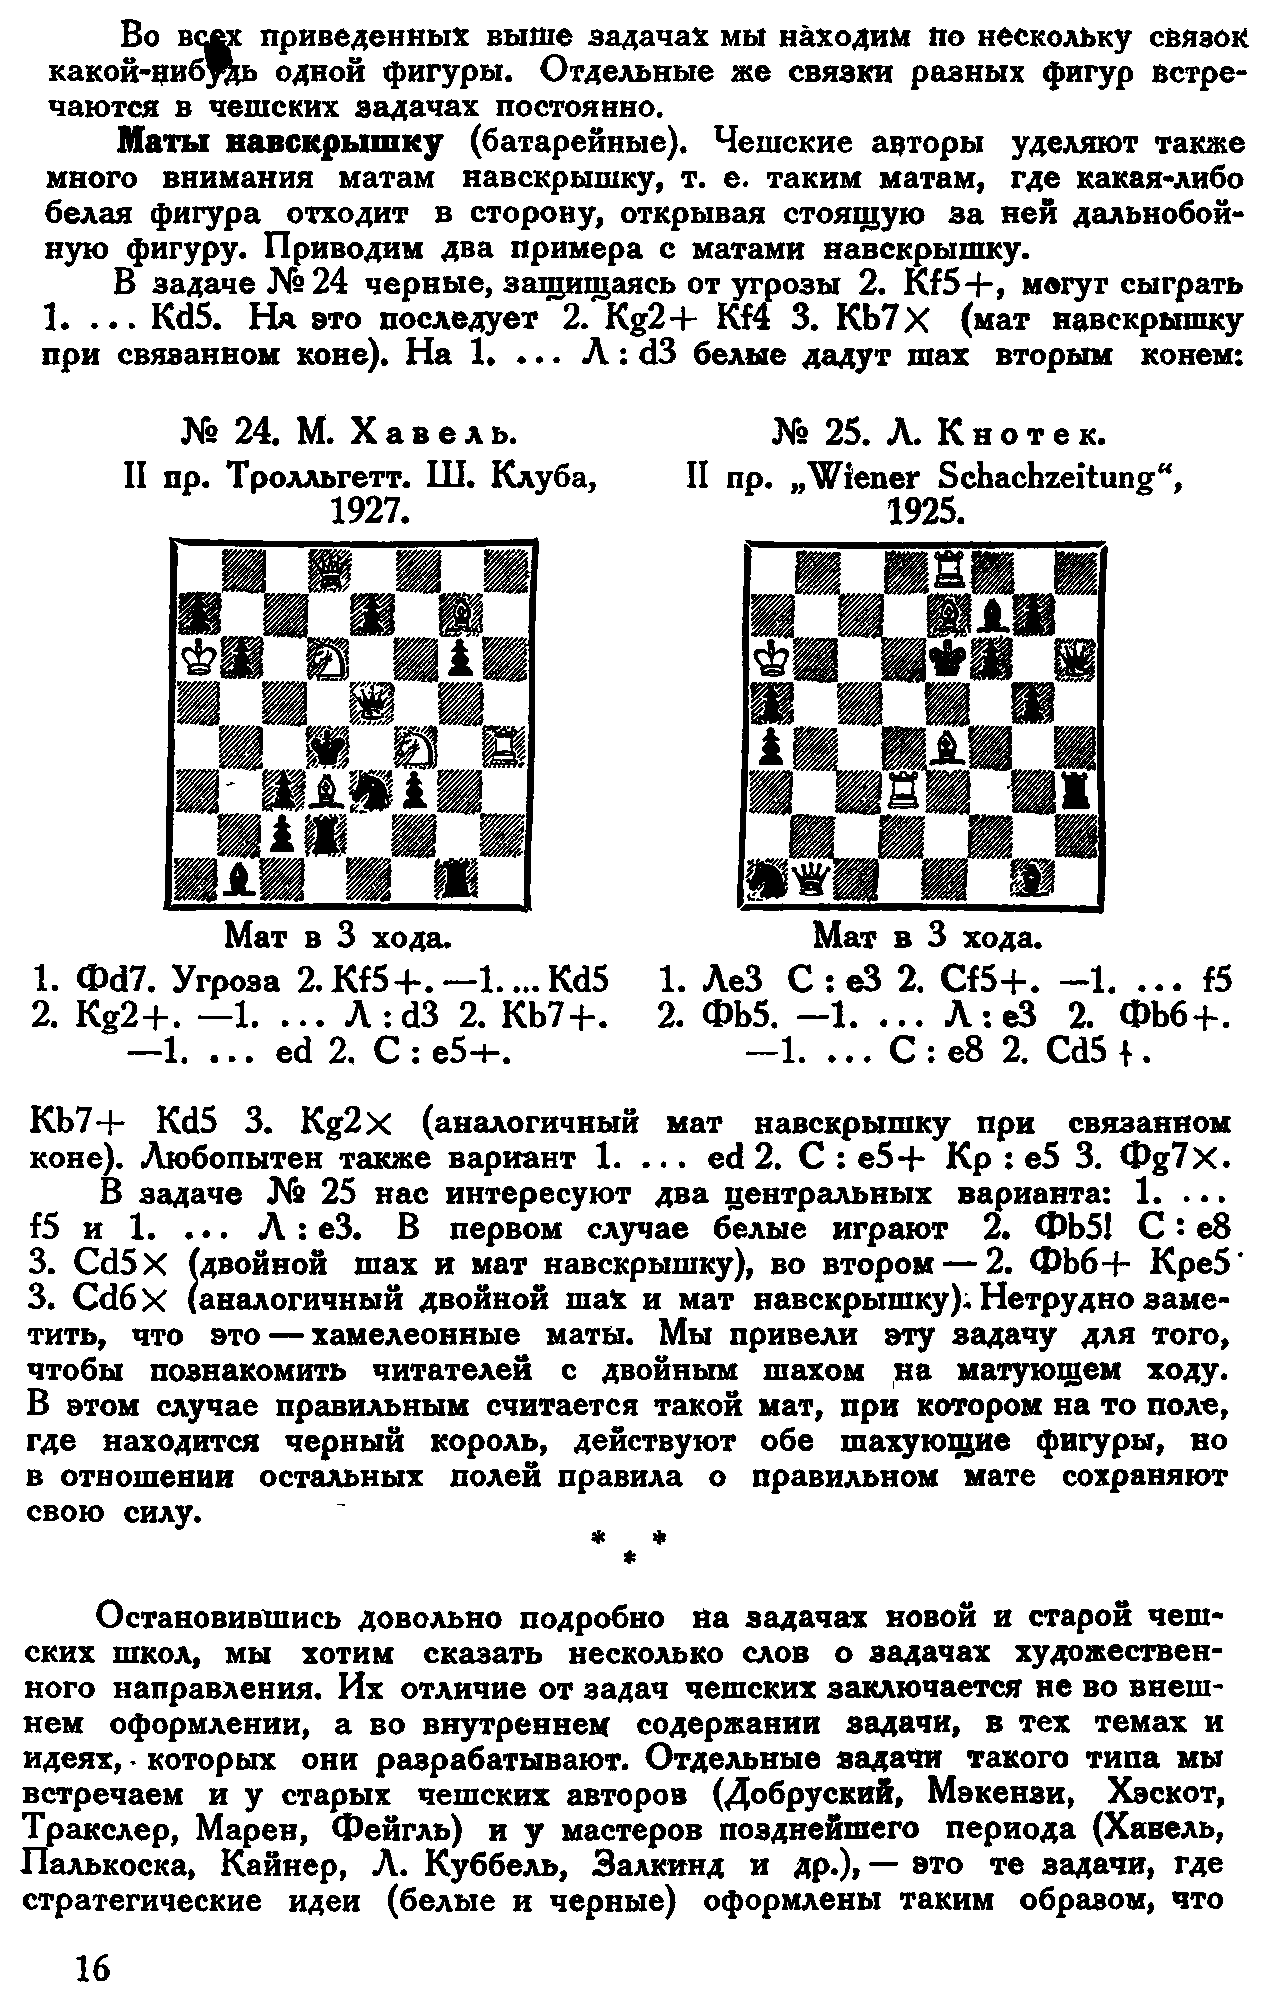 Во всех приведенных выше задачах мы находим по нескольку связок
какой-нибудь одной фигуры. Отдельные же связки разных фигур встре-
чаются в чешских задачах постоянно.
Маты навскрышку (батарейные). Чешские авторы уделяют также
много внимания матам навскрышку, т. е. таким матам, где какая-либо
белая фигура отходит в сторону, открывая стоящую за ней дальнобой-
ную фигуру. Приводим два примера с матами навскрышку.
В задаче № 24 черные, защищаясь от угрозы 2. Kf5+, могут сыграть
1. ... Kd5. На это последует 2. Kg2+ Kf4 3. Kb7× (мат навскрышку
при связанном коне). На 1. ... Л : d3 белые дадут шах вторым конем:
№ 24. М. Хавель.
II пр. Тролльгетт. Ш. Клуба,
1927.
Мат в 3 хода.
1. Фd7. Угроза 2. Kf5+. —1.... Kd5
2. Kg2+. —1. ... Л : d3 2. Kb7+.
—1. ... ed 2. C : e5+.
№ 25. Л. Кнотек.
II пр. „Wiener Schachzeitung“,
1925.
Мат в 3 хода.
1. Ле3 C : e3 2. Cf5+. —1. ... f5
2. Фb5. —1. ... Л : e3 2. Фb6+.
—1. ... C : e8 2. Cd5 ┼.
Kb7+ Kd5 3. Kg2× (аналогичный мат навскрышку при связанном
коне). Любопытен также вариант 1. ... ed 2. C : e5+ Кр : e5 3. Фg7×.
В задаче № 25 нас интересуют два центральных варианта: 1. ...
f5 и 1. ... Л : e3. В первом случае белые играют 2. Фb5! C : e8
3. Cd5× (двойной шах и мат навскрышку), во втором — 2. Фb6+ Кре5
3. Cd6× (аналогичный двойной шах и мат навскрышку). Нетрудно заме-
тить, что это — хамелеонные маты. Мы привели эту задачу для того,
чтобы познакомить читателей с двойным шахом на матующем ходу.
В этом случае правильным считается такой мат, при котором на то поле,
где находится черный король, действуют обе шахующие фигуры, но
в отношении остальных полей правила о правильном мате сохраняют
свою силу.
* *
*
Остановившись довольно подробно на задачах новой и старой чеш-
ских школ, мы хотим сказать несколько слов о задачах художествен-
ного направления. Их отличие от задач чешских заключается не во внеш-
нем оформлении, а во внутреннем содержании задачи, в тех темах и
идеях, которых они разрабатывают. Отдельные задачи такого типа мы
встречаем и у старых чешских авторов (Добруский, Мэкензи, Хэскот,
Тракслер, Марен, Фейгль) и у мастеров позднейшего периода (Хавель,
Палькоска, Кайнер, Л. Куббель, Залкинд и др.), — это те задачи, где
стратегические идеи (белые и черные) оформлены таким образом, что
16